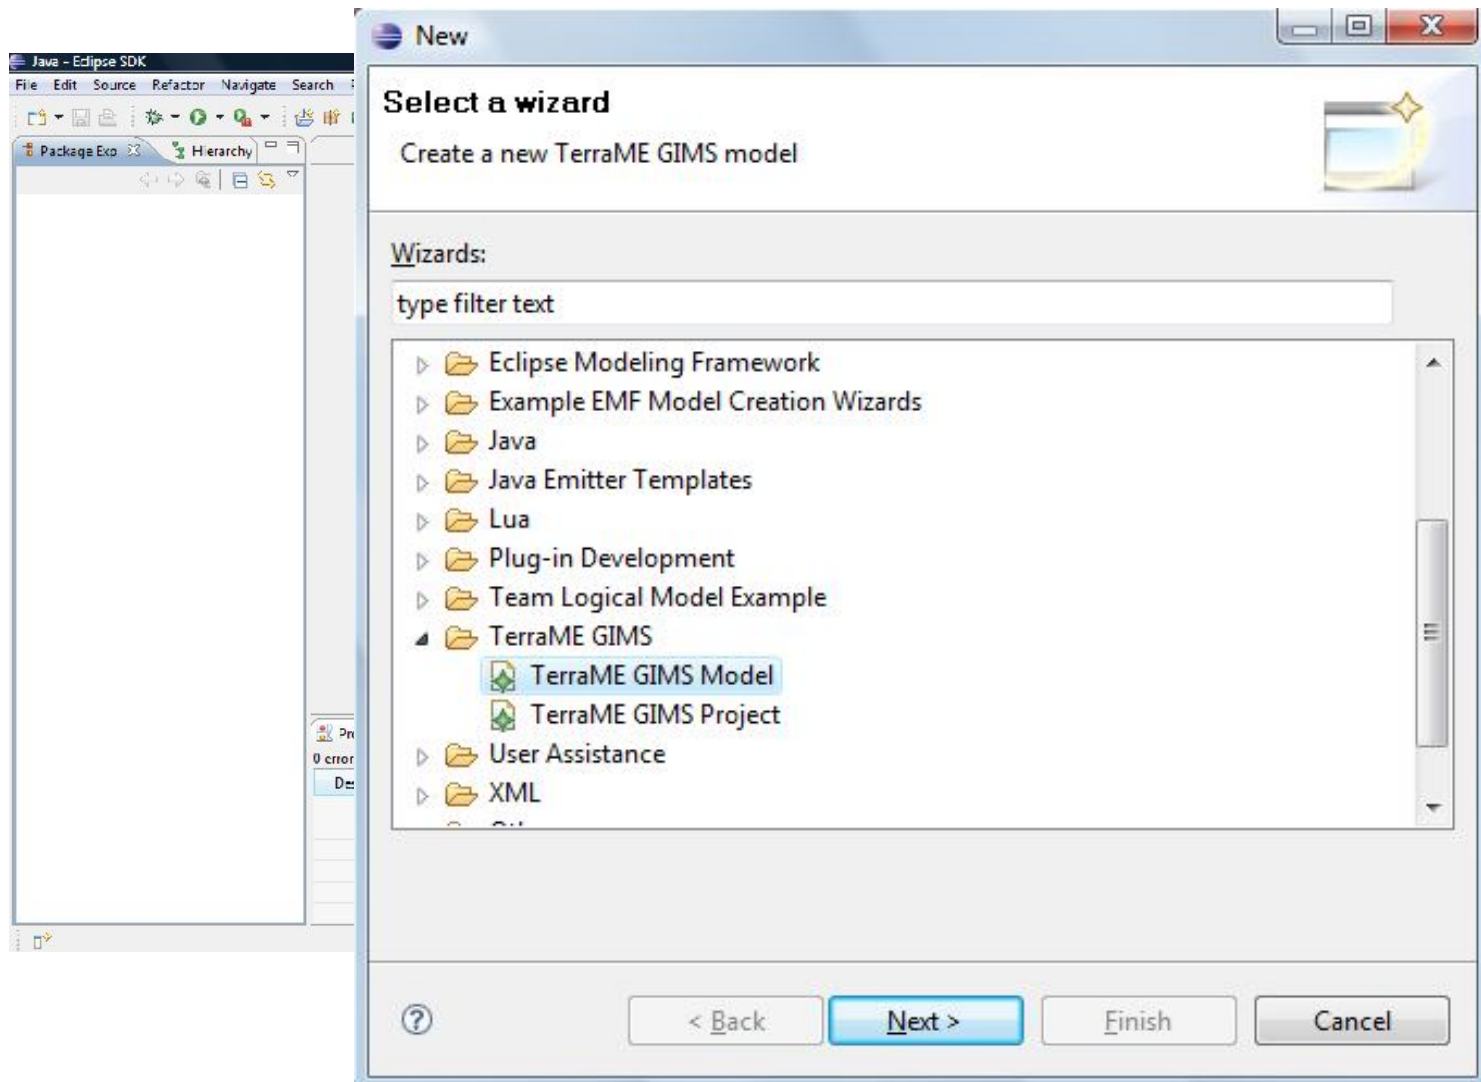 Java - Eclipse SDK
File Edit Source Refactor Navigate Search
Package Exp Hierarchy
0 error
New
Select a wizard
Create a new TerraME GIMS model
Wizards:
type filter text
Eclipse Modeling Framework
Example EMF Model Creation Wizards
Java
Java Emitter Templates
Lua
Plug-in Development
Team Logical Model Example
TerraME GIMS
TerraME GIMS Model
TerraME GIMS Project
User Assistance
XML
< Back Next > Finish Cancel